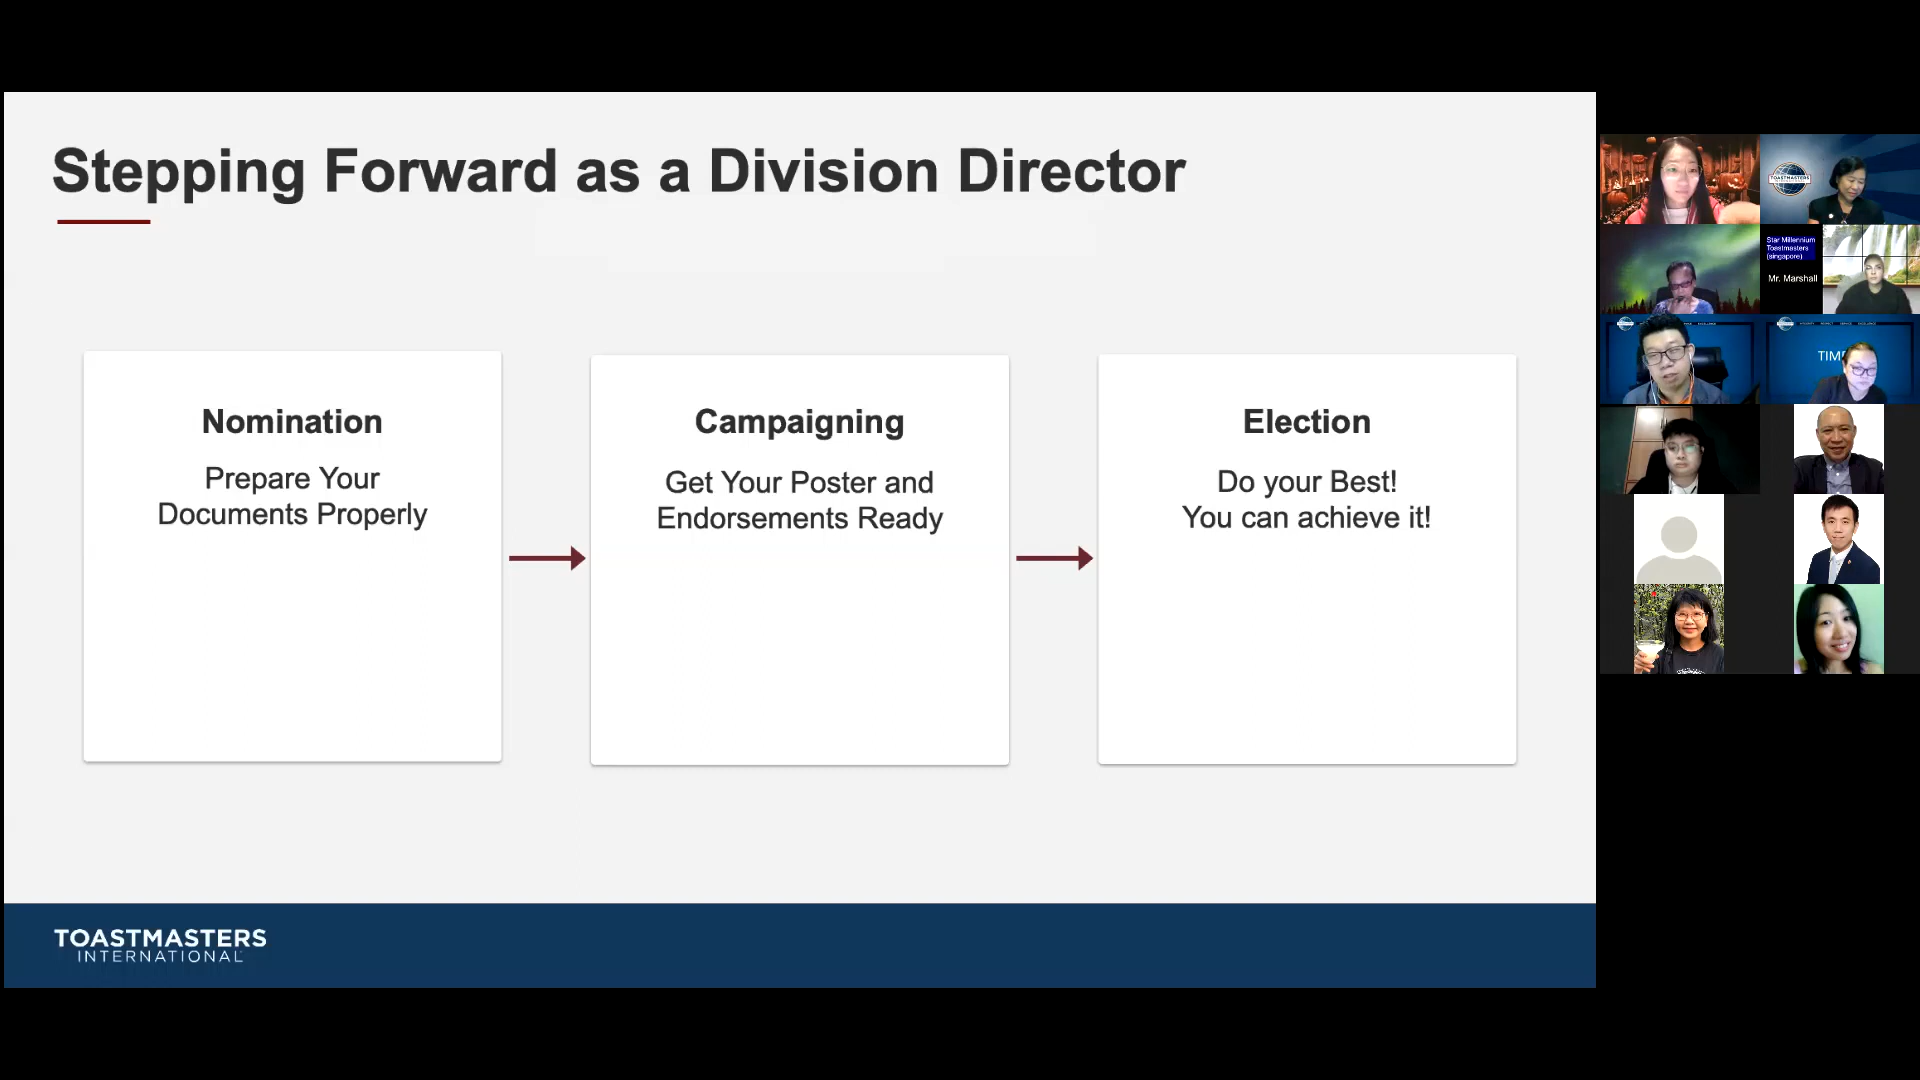 Stepping Forward as a Division Director
Nomination
Prepare Your
Documents Properly
Campaigning
Get Your Poster and
Endorsements Ready
Election
Do your Best!
You can achieve it!
TOASTMASTERS
INTERNATIONAL
TOASTMASTERS
Star Millennium
Toastmasters
(singapore)
Mr. Marshall